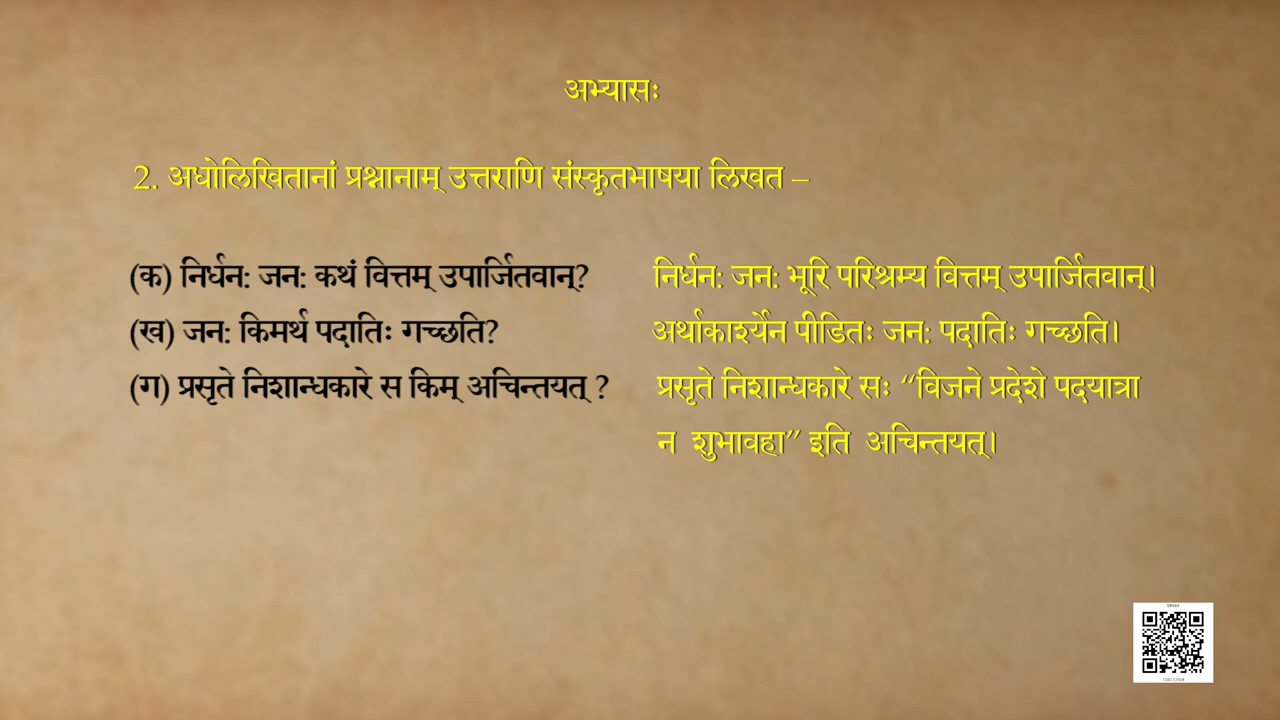 अभ्यासः
2. अधोलिखितानां प्रश्नानाम् उत्तराणि संस्कृतभाषया लिखत –
(क) निर्धन: जन: कथं वित्तम् उपार्जितवान्? निर्धन: जन: भूरि परिश्रम्य वित्तम् उपार्जितवान्।
(ख) जन: किमर्थं पदातिः गच्छति? अर्थाकार्श्येन पीडितः जन: पदातिः गच्छति।
(ग) प्रसृते निशान्धकारे स किम् अचिन्तयत् ? प्रसृते निशान्धकारे सः “विजने प्रदेशे पदयात्रा
न शुभावहा” इति अचिन्तयत्।